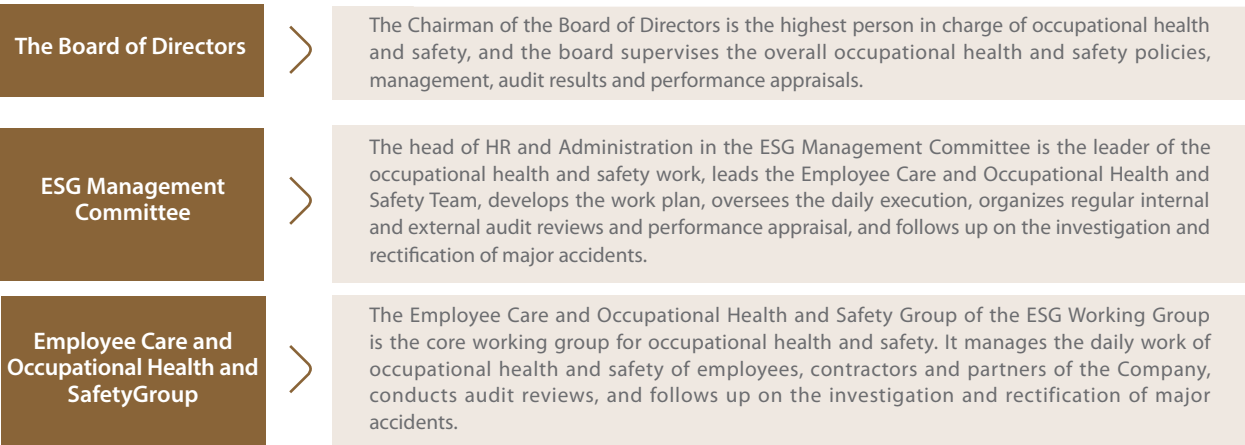 The Board of Directors
The Chairman of the Board of Directors is the highest person in charge of occupational health
and safety, and the board supervises the overall occupational health and safety policies,
management, audit results and performance appraisals.
ESG Management
Committee
The head of HR and Administration in the ESG Management Committee is the leader of the
occupational health and safety work, leads the Employee Care and Occupational Health and
Safety Team, develops the work plan, oversees the daily execution, organizes regular internal
and external audit reviews and performance appraisal, and follows up on the investigation and
rectification of major accidents.
Employee Care and
Occupational Health and
SafetyGroup
The Employee Care and Occupational Health and Safety Group of the ESG Working Group
is the core working group for occupational health and safety. It manages the daily work of
occupational health and safety of employees, contractors and partners of the Company,
conducts audit reviews, and follows up on the investigation and rectification of major
accidents.